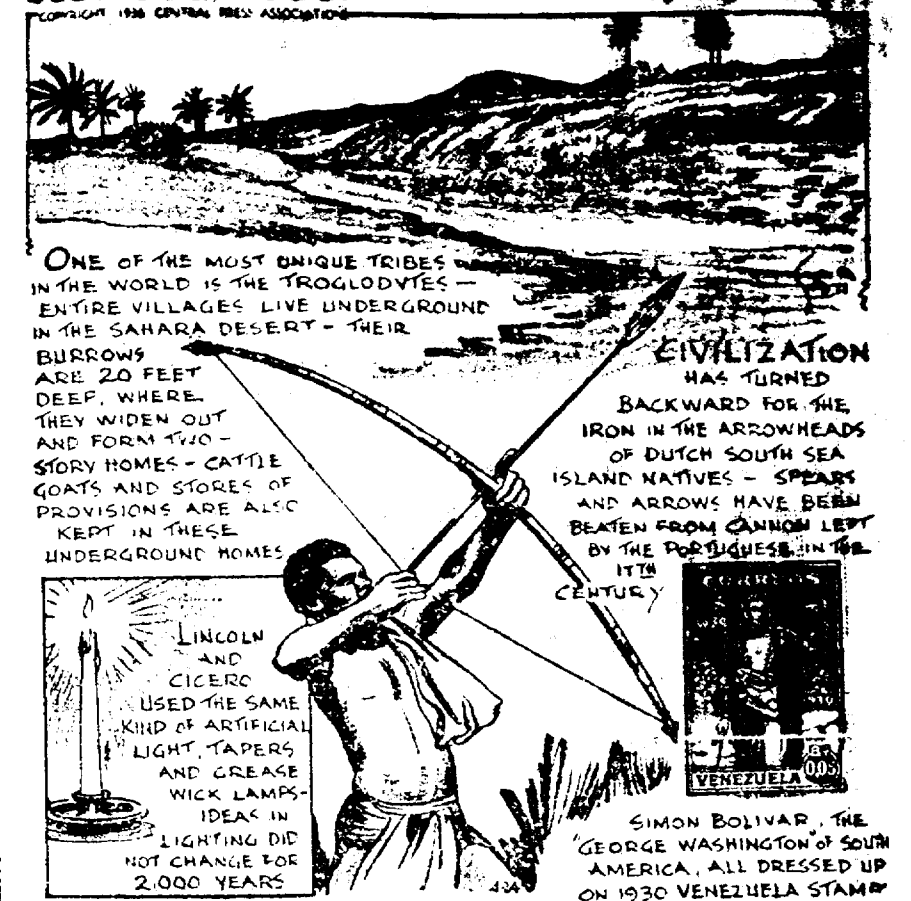 COPYRIGHT 1938 CENTRAL PRESS ASSOCIATION
ONE OF THE MOST UNIQUE TRIBES
IN THE WORLD IS THE TROGLODYTES —
ENTIRE VILLAGES LIVE UNDERGROUND
IN THE SAHARA DESERT — THEIR
BURROWS
ARE 20 FEET
DEEP, WHERE
THEY WIDEN OUT
AND FORM TWO-
STORY HOMES — CATTLE
GOATS AND STORES OF
PROVISIONS ARE ALSO
KEPT IN THESE
UNDERGROUND HOMES
CIVILIZATION
HAS TURNED
BACKWARD FOR THE
IRON IN THE ARROWHEADS
OF DUTCH SOUTH SEA
ISLAND NATIVES — SPEARS
AND ARROWS HAVE BEEN
BEATEN FROM CANNON LEFT
BY THE PORTUGUESE IN THE
17TH
CENTURY
LINCOLN
AND
CICERO
USED THE SAME
KIND OF ARTIFICIAL
LIGHT, TAPERS
AND GREASE
WICK LAMPS-
IDEAS IN
LIGHTING DID
NOT CHANGE FOR
2,000 YEARS
4-24
CORREOS
VENEZUELA
SIMON BOLIVAR, THE
"GEORGE WASHINGTON" OF SOUTH
AMERICA, ALL DRESSED UP
ON 1930 VENEZUELA STAMP